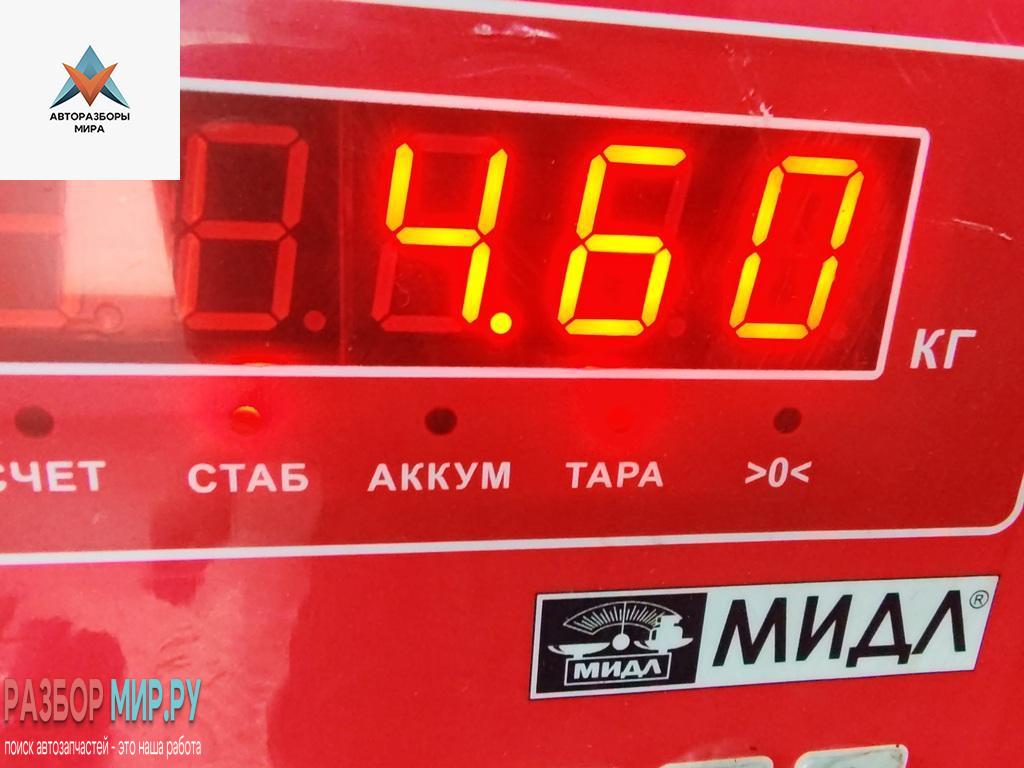 АВТОРАЗБОРЫ
МИРА
4.60
КГ
СТАБ АККУМ ТАРА >0<
МИДЛ МИДЛ®
РАЗБОР МИР.РУ
поиск автозапчастей - это наша работа